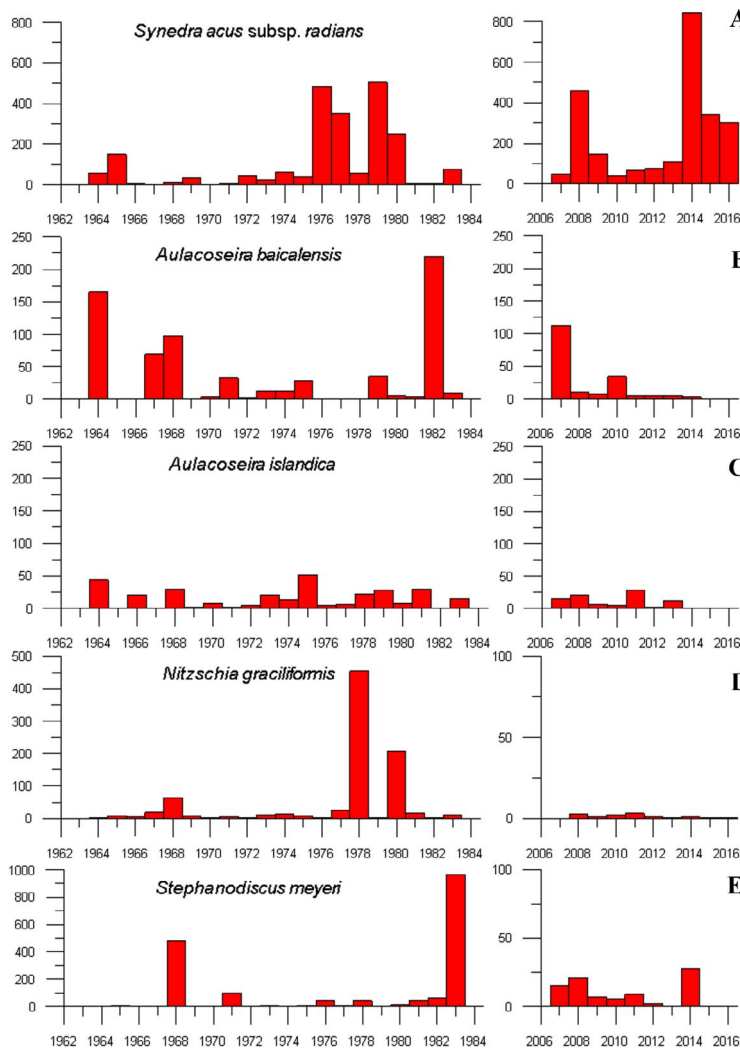 800 Synedra acus subsp. radians 800 A
600 600
400 400
200 200
0 0
1962 1964 1966 1968 1970 1972 1974 1976 1978 1980 1982 1984 2006 2008 2010 2012 2014 2016
250 Aulacoseira baicalensis 250 B
200 200
150 150
100 100
50 50
0 0
1962 1964 1966 1968 1970 1972 1974 1976 1978 1980 1982 1984 2006 2008 2010 2012 2014 2016
250 Aulacoseira islandica 250 C
200 200
150 150
100 100
50 50
0 0
1962 1964 1966 1968 1970 1972 1974 1976 1978 1980 1982 1984 2006 2008 2010 2012 2014 2016
500 Nitzschia graciliformis 100 D
400
300 50
200
100
0 0
1962 1964 1966 1968 1970 1972 1974 1976 1978 1980 1982 1984 2006 2008 2010 2012 2014 2016
1000 Stephanodiscus meyeri 100 E
800
600 50
400
200
0 0
1962 1964 1966 1968 1970 1972 1974 1976 1978 1980 1982 1984 2006 2008 2010 2012 2014 2016